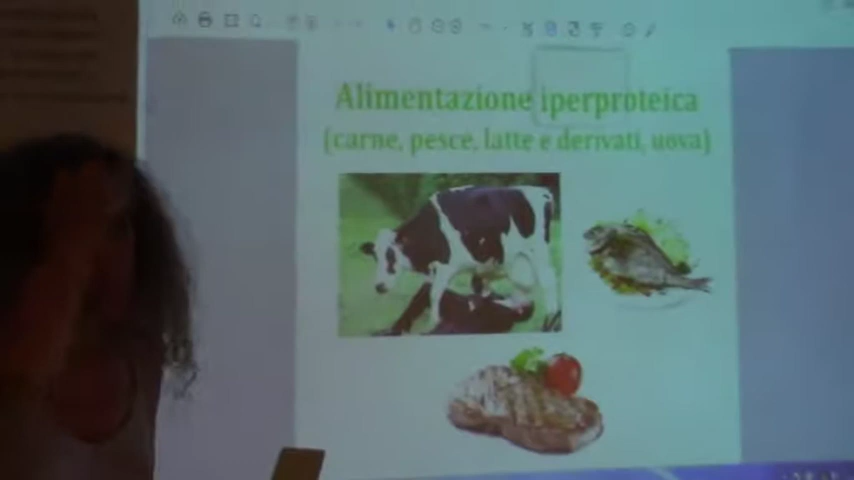 Alimentazione iperproteica
(carne, pesce, latte e derivati, uova)